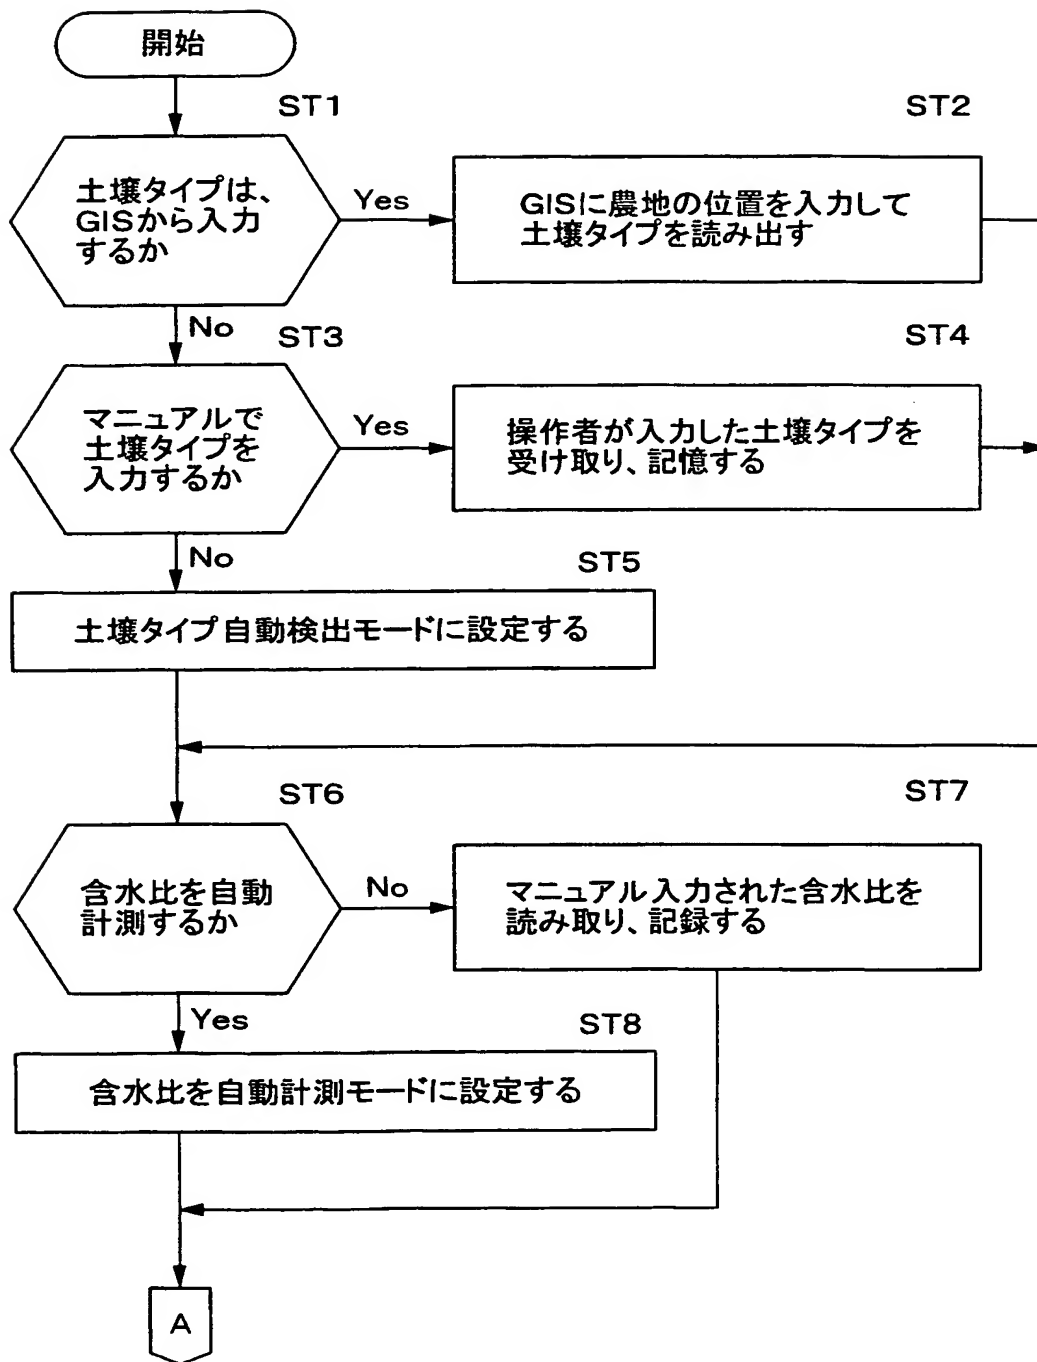 開始
ST1
土壌タイプは、
GISから入力
するか
Yes
ST2
GISに農地の位置を入力して
土壌タイプを読み出す
No
ST3
マニュアルで
土壌タイプを
入力するか
Yes
ST4
操作者が入力した土壌タイプを
受け取り、記憶する
No
ST5
土壌タイプ自動検出モードに設定する
ST6
含水比を自動
計測するか
No
ST7
マニュアル入力された含水比を
読み取り、記録する
Yes
ST8
含水比を自動計測モードに設定する
A